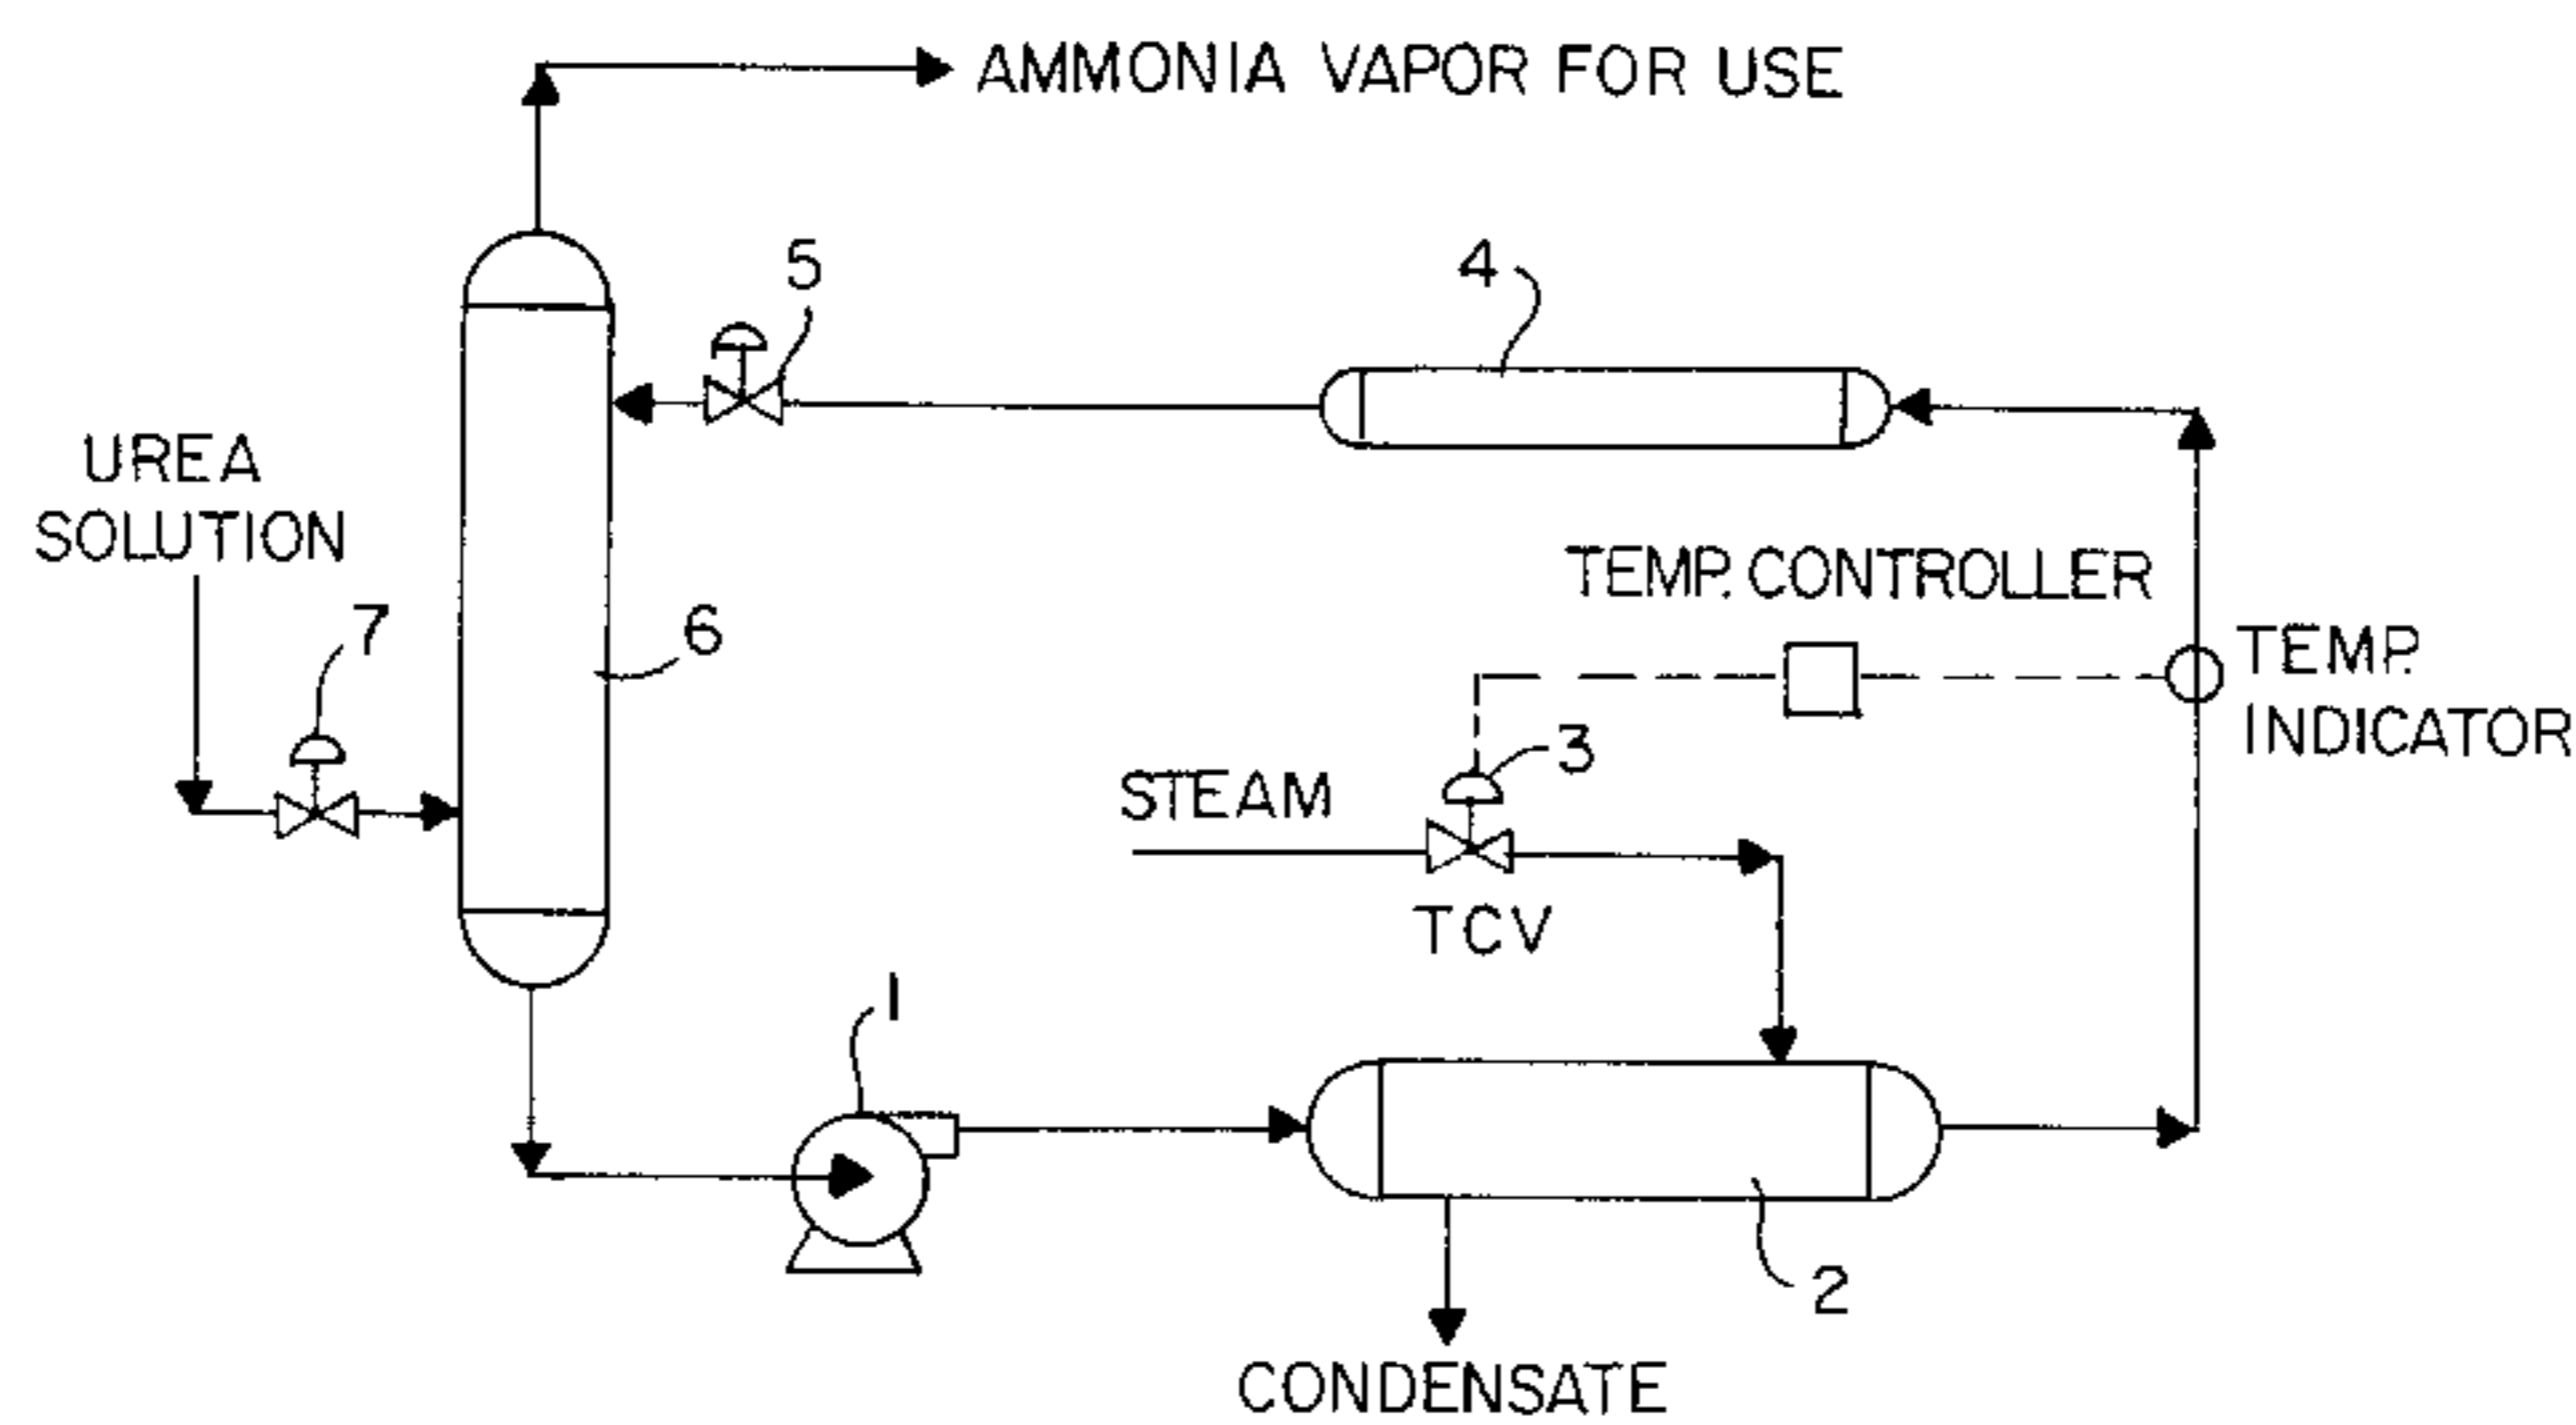 AMMONIA VAPOR FOR USE
5
4
UREA
SOLUTION
TEMP. CONTROLLER
7
6
TEMP.
INDICATOR
3
STEAM
TCV
1
2
CONDENSATE